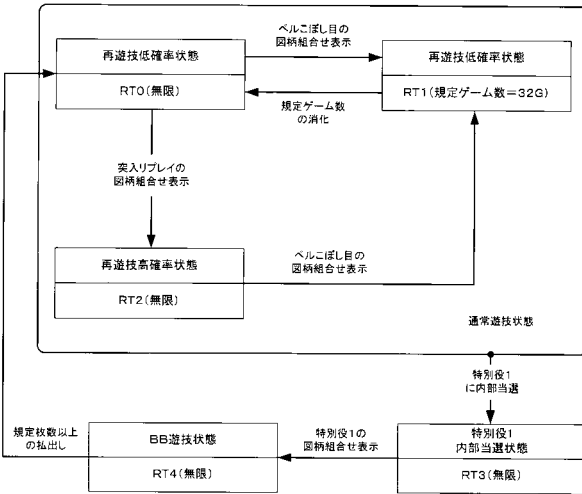 再遊技低確率状態
RT0(無限)
ベルこぼし目の
図柄組合せ表示
規定ゲーム数
の消化
再遊技低確率状態
RT1(規定ゲーム数=32G)
突入リプレイの
図柄組合せ表示
再遊技高確率状態
RT2(無限)
ベルこぼし目の
図柄組合せ表示
通常遊技状態
特別役1
に内部当選
規定枚数以上
の払出し
BB遊技状態
RT4(無限)
特別役1の
図柄組合せ表示
特別役1
内部当選状態
RT3(無限)